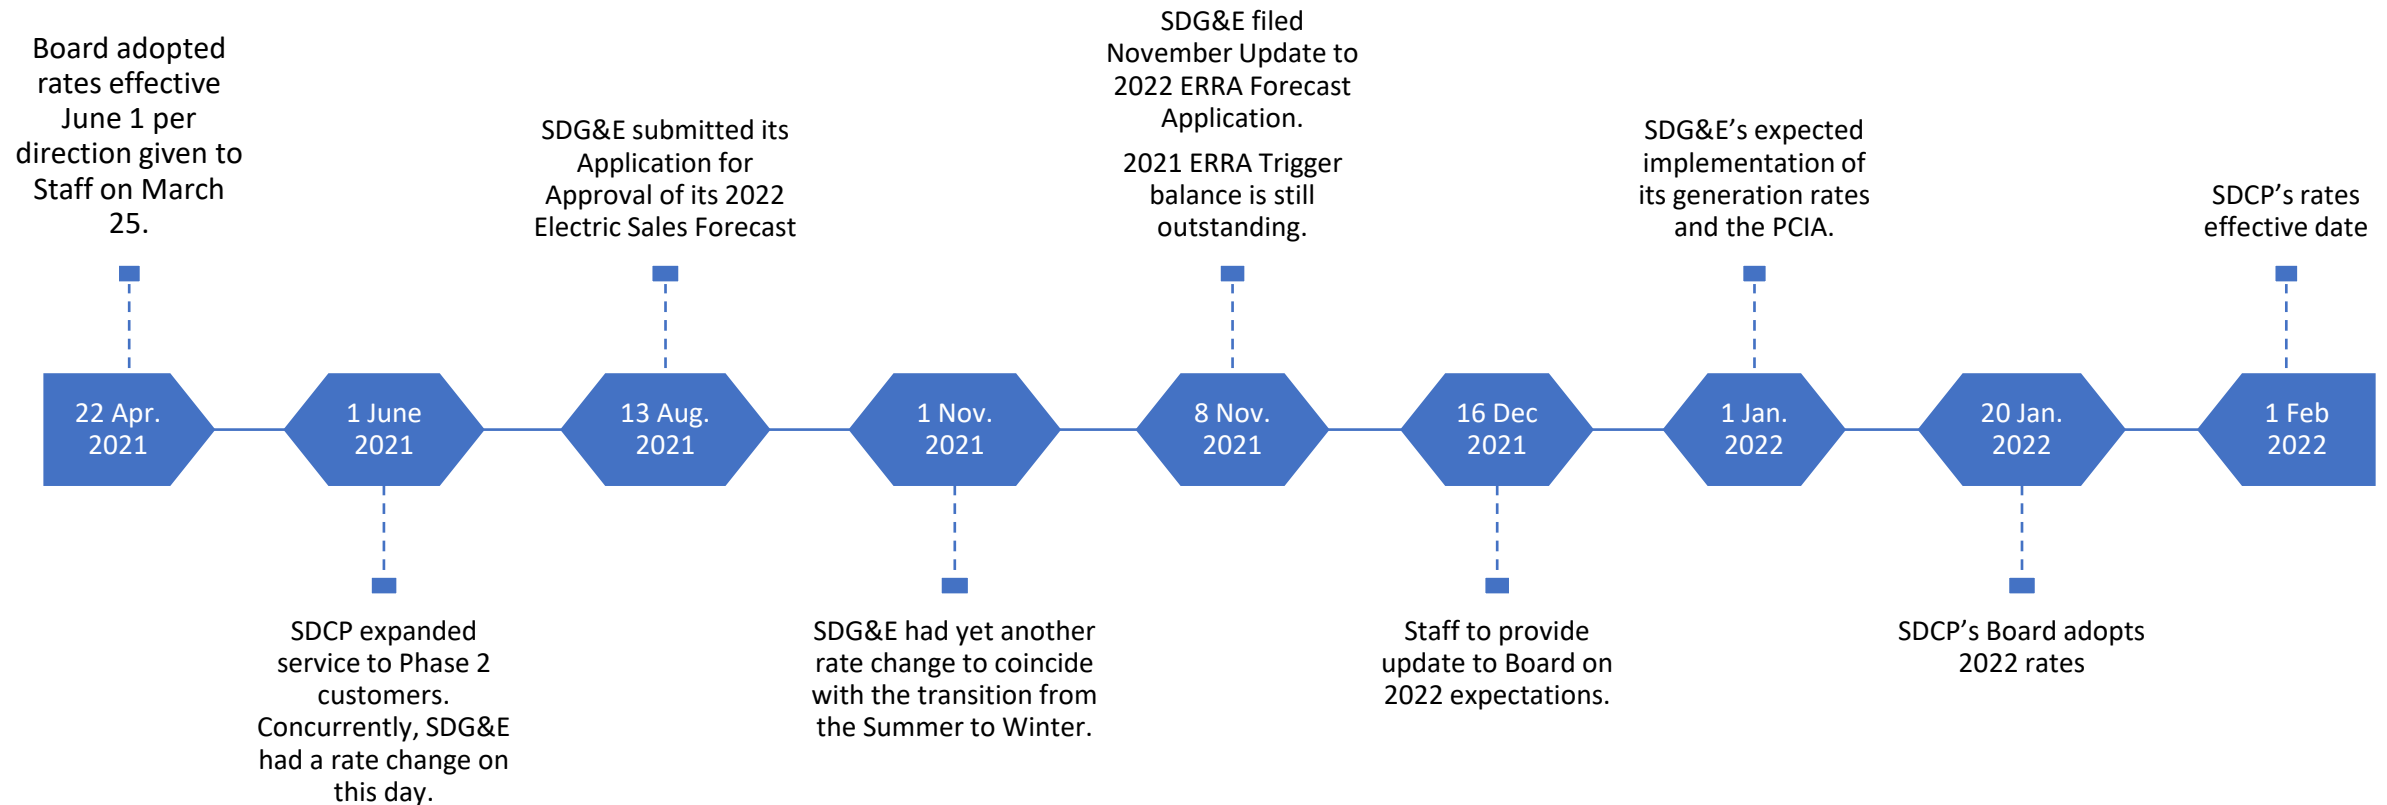 Board adopted
rates effective
June 1 per
direction given to
Staff on March
25.
SDG&E submitted its
Application for
Approval of its 2022
Electric Sales Forecast
SDG&E filed
November Update to
2022 ERRA Forecast
Application.
2021 ERRA Trigger
balance is still
outstanding.
SDG&E’s expected
implementation of
its generation rates
and the PCIA.
SDCP’s rates
effective date
22 Apr.
2021
1 June
2021
13 Aug.
2021
1 Nov.
2021
8 Nov.
2021
16 Dec
2021
1 Jan.
2022
20 Jan.
2022
1 Feb
2022
SDCP expanded
service to Phase 2
customers.
Concurrently, SDG&E
had a rate change on
this day.
SDG&E had yet another
rate change to coincide
with the transition from
the Summer to Winter.
Staff to provide
update to Board on
2022 expectations.
SDCP’s Board adopts
2022 rates